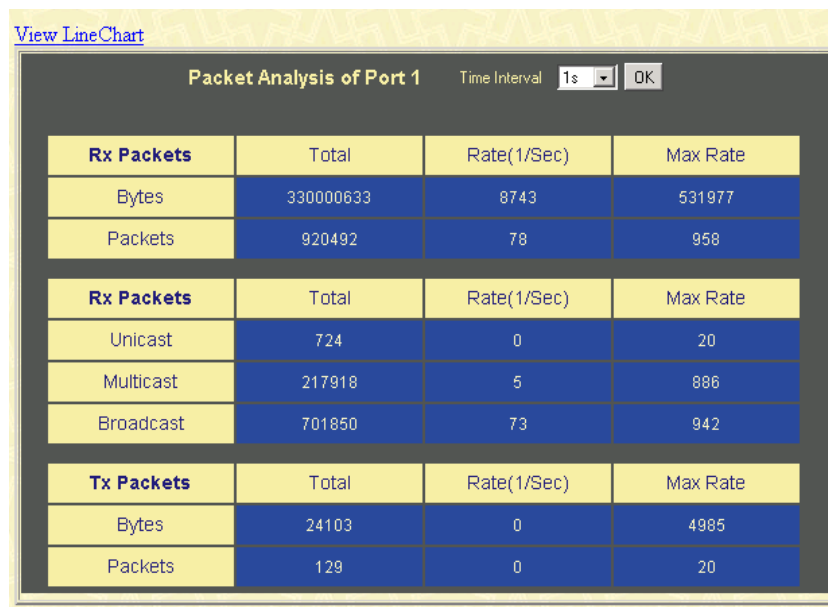 View LineChart
Packet Analysis of Port 1 Time Interval 1s OK
Rx Packets Total Rate(1/Sec) Max Rate
Bytes 330000633 8743 531977
Packets 920492 78 958
Rx Packets Total Rate(1/Sec) Max Rate
Unicast 724 0 20
Multicast 217918 5 886
Broadcast 701850 73 942
Tx Packets Total Rate(1/Sec) Max Rate
Bytes 24103 0 4985
Packets 129 0 20